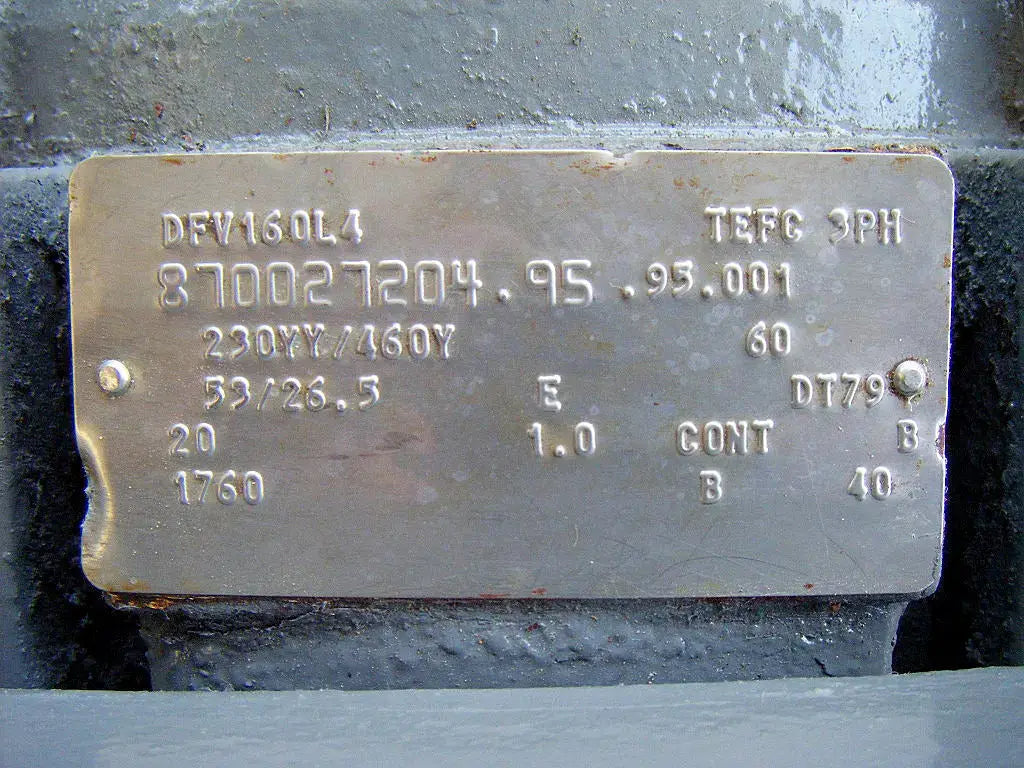 DFV160L4 TEFC 3PH
870027204.95.95.001
230YY/460Y 60
53/26.5 E DT79
20 1.0 CONT B
1760 B 40